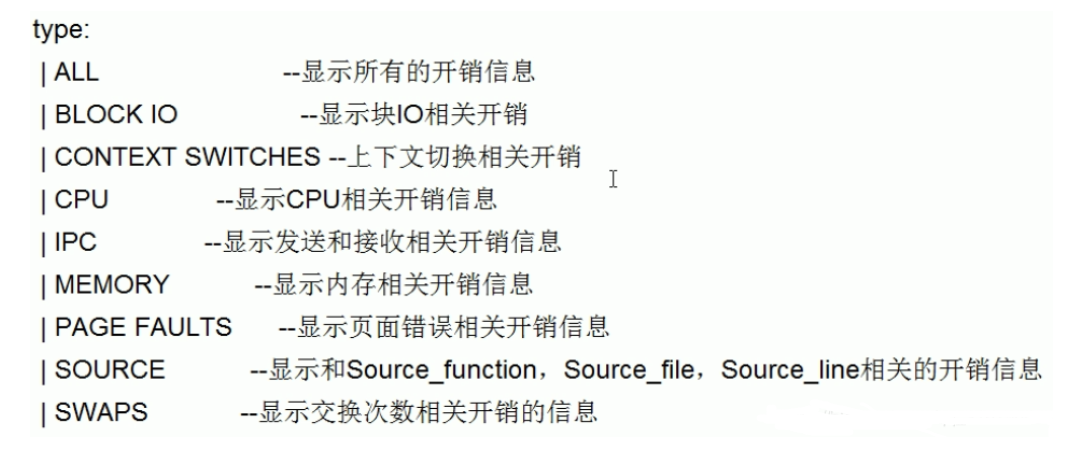 type:
| ALL --显示所有的开销信息
| BLOCK IO --显示块IO相关开销
| CONTEXT SWITCHES --上下文切换相关开销
| CPU --显示CPU相关开销信息
| IPC --显示发送和接收相关开销信息
| MEMORY --显示内存相关开销信息
| PAGE FAULTS --显示页面错误相关开销信息
| SOURCE --显示和Source_function，Source_file，Source_line相关的开销信息
| SWAPS --显示交换次数相关开销的信息